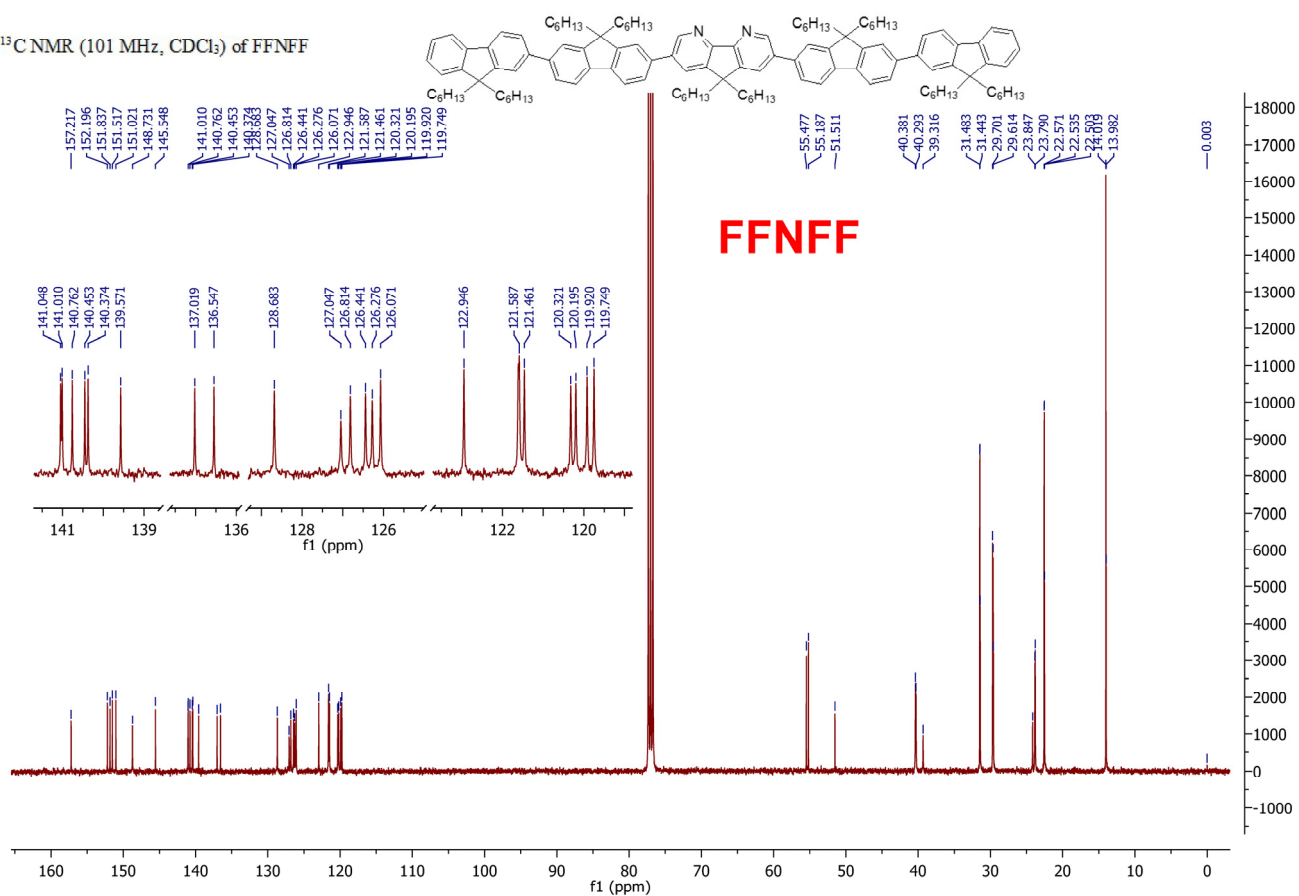 ¹³C NMR (101 MHz, CDCl₃) of FFNFF
C₆H₁₃ C₆H₁₃ N N C₆H₁₃ C₆H₁₃
C₆H₁₃ C₆H₁₃ C₆H₁₃ C₆H₁₃ C₆H₁₃ C₆H₁₃
157.217 152.196 151.837 151.517 151.021 148.731 145.548 141.010 140.762 140.453 140.374 128.683 127.047 126.814 126.441 126.276 126.071 122.946 121.587 121.461 120.321 120.195 119.920 119.749
55.477 55.187 51.511 40.381 40.293 39.316 31.483 31.443 29.701 29.614 23.847 23.790 22.571 22.535 22.503 14.019 13.982 0.003
FFNFF
141.048 141.010 140.762 140.453 140.374 139.571 137.019 136.547 128.683 127.047 126.814 126.441 126.276 126.071 122.946 121.587 121.461 120.321 120.195 119.920 119.749
141 139 136 128 126 122 120
f1 (ppm)
18000
17000
16000
15000
14000
13000
12000
11000
10000
9000
8000
7000
6000
5000
4000
3000
2000
1000
0
-1000
160 150 140 130 120 110 100 90 80 70 60 50 40 30 20 10 0
f1 (ppm)